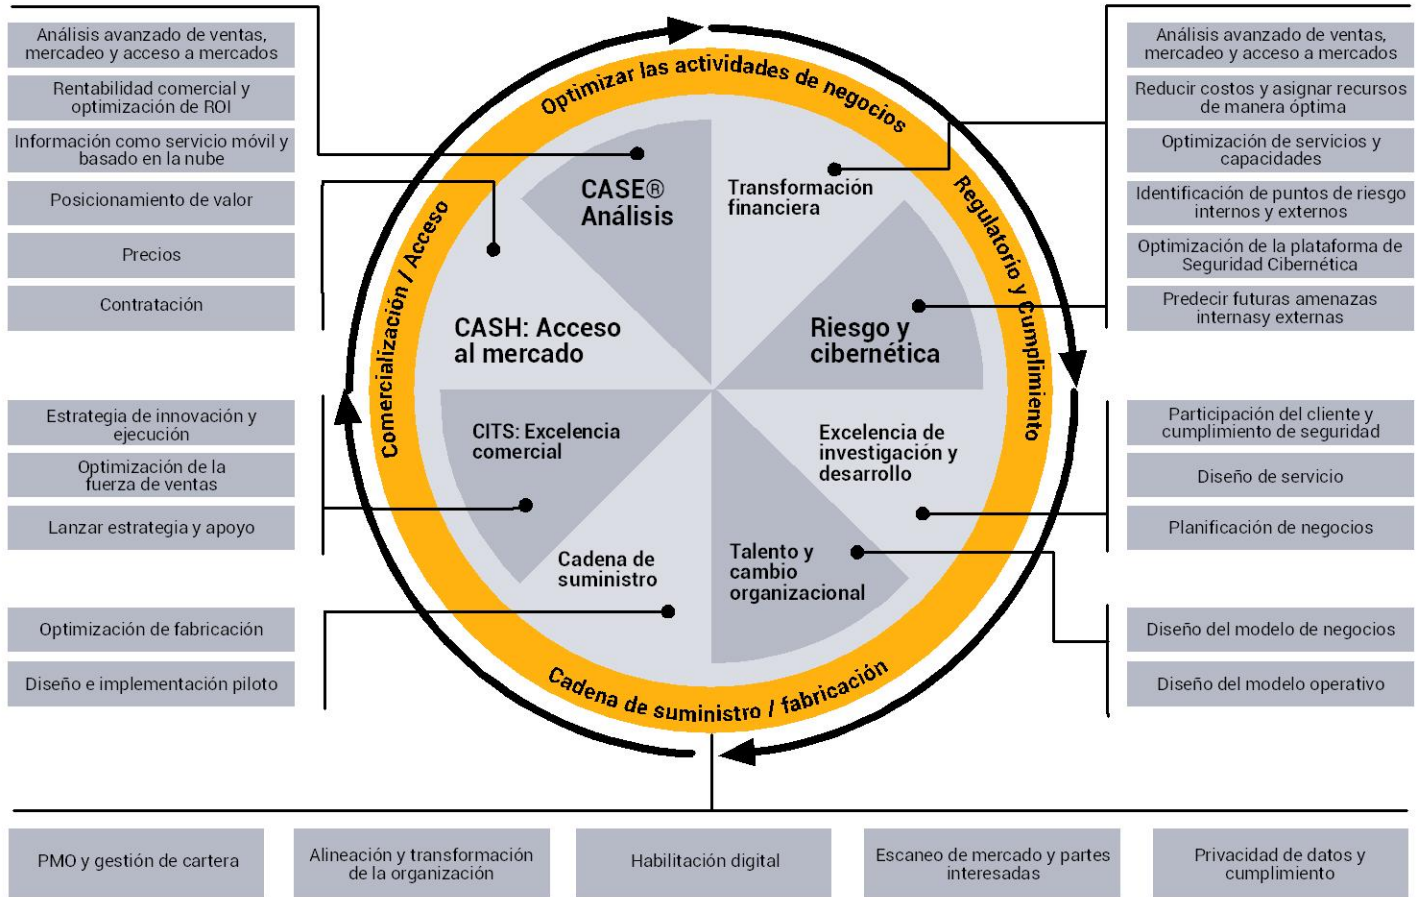 Análisis avanzado de ventas,
mercadeo y acceso a mercados
Rentabilidad comercial y
optimización de ROI
Información como servicio móvil y
basado en la nube
Posicionamiento de valor
Precios
Contratación
Estrategia de innovación y
ejecución
Optimización de la
fuerza de ventas
Lanzar estrategia y apoyo
Optimización de fabricación
Diseño e implementación piloto
Optimizar las actividades de negocios
Regulatorio y Cumplimiento
Cadena de suministro / fabricación
Comercialización / Acceso
CASE®
Análisis
Transformación
financiera
CASH: Acceso
al mercado
Riesgo y
cibernética
CITS: Excelencia
comercial
Excelencia de
investigación y
desarrollo
Cadena de
suministro
Talento y
cambio
organizacional
Análisis avanzado de ventas,
mercadeo y acceso a mercados
Reducir costos y asignar recursos
de manera óptima
Optimización de servicios y
capacidades
Identificación de puntos de riesgo
internos y externos
Optimización de la plataforma de
Seguridad Cibernética
Predecir futuras amenazas
internasy externas
Participación del cliente y
cumplimiento de seguridad
Diseño de servicio
Planificación de negocios
Diseño del modelo de negocios
Diseño del modelo operativo
PMO y gestión de cartera
Alineación y transformación
de la organización
Habilitación digital
Escaneo de mercado y partes
interesadas
Privacidad de datos y
cumplimiento